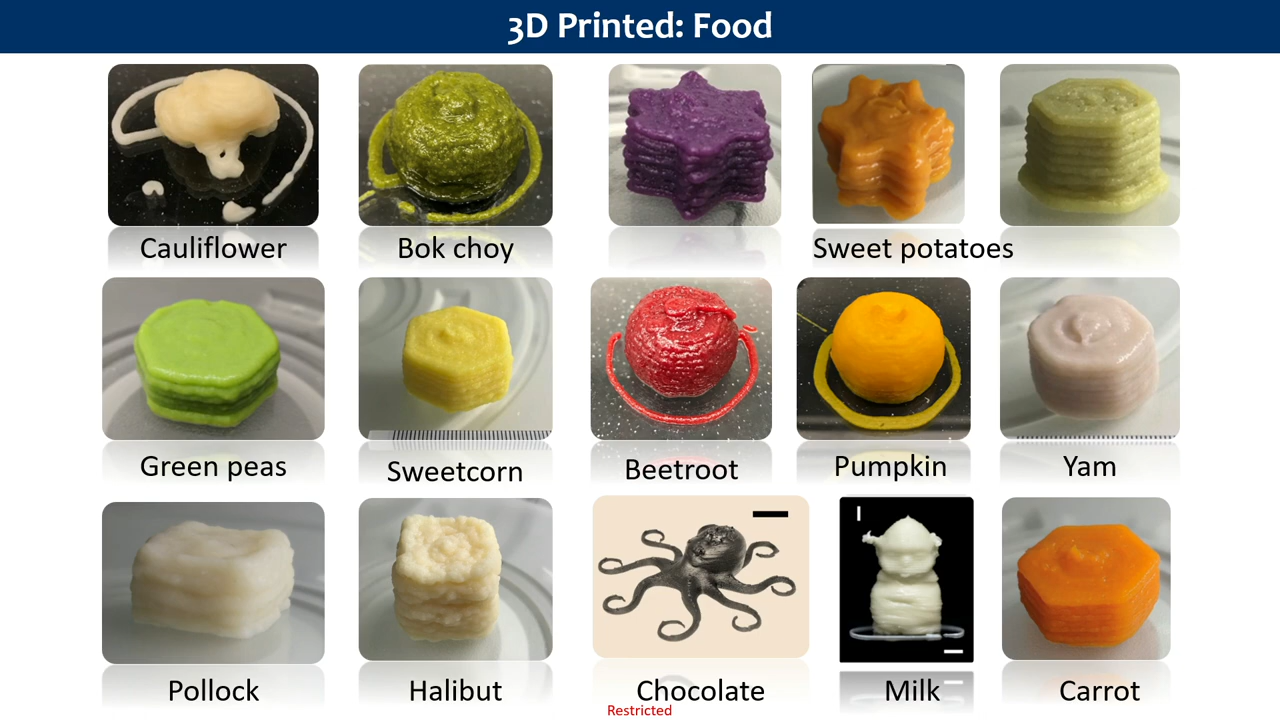 3D Printed: Food
Cauliflower
Bok choy
Sweet potatoes
Green peas
Sweetcorn
Beetroot
Pumpkin
Yam
Pollock
Halibut
Chocolate
Milk
Carrot
Restricted